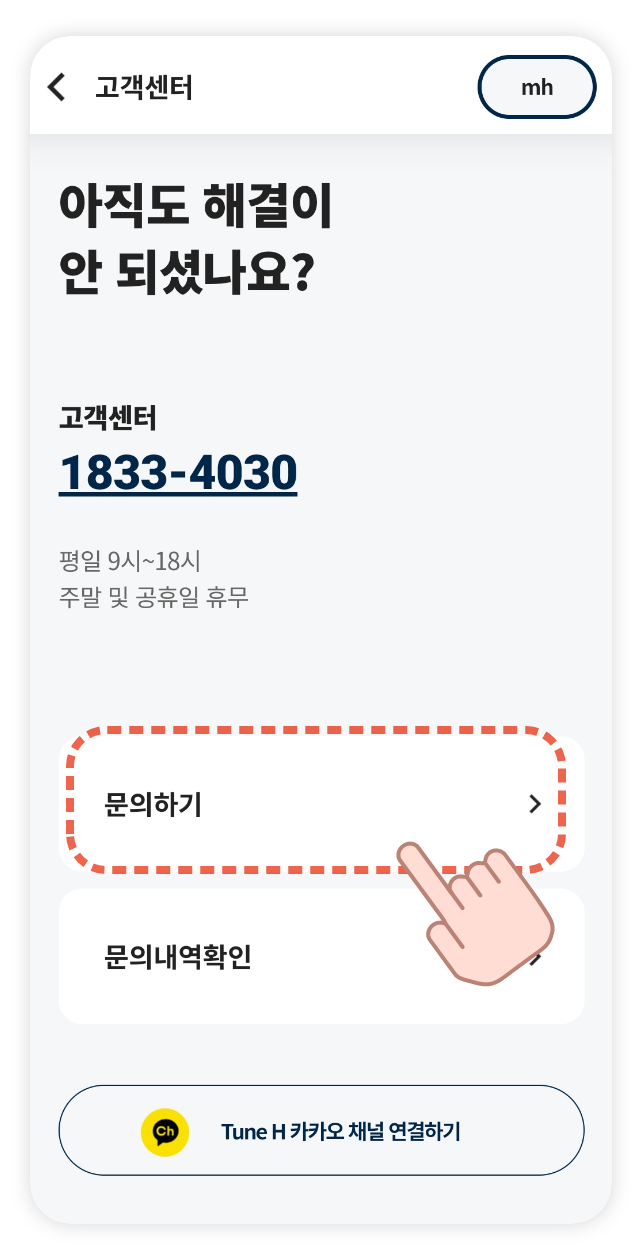 고객센터
mh
아직도 해결이
안 되셨나요?
고객센터
1833-4030
평일 9시~18시
주말 및 공휴일 휴무
문의하기
문의내역확인
Ch
Tune H 카카오 채널 연결하기